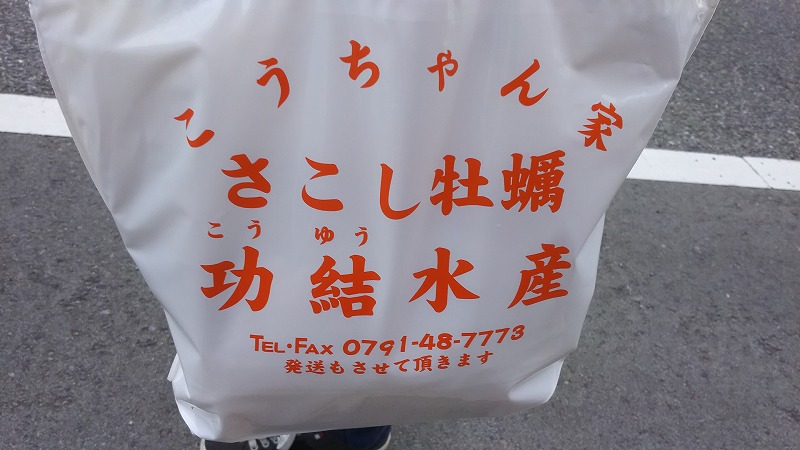 こうちゃん家
さこし牡蠣
こう ゆう
功結水産
TEL・FAX 0791-48-7773
発送もさせて頂きます